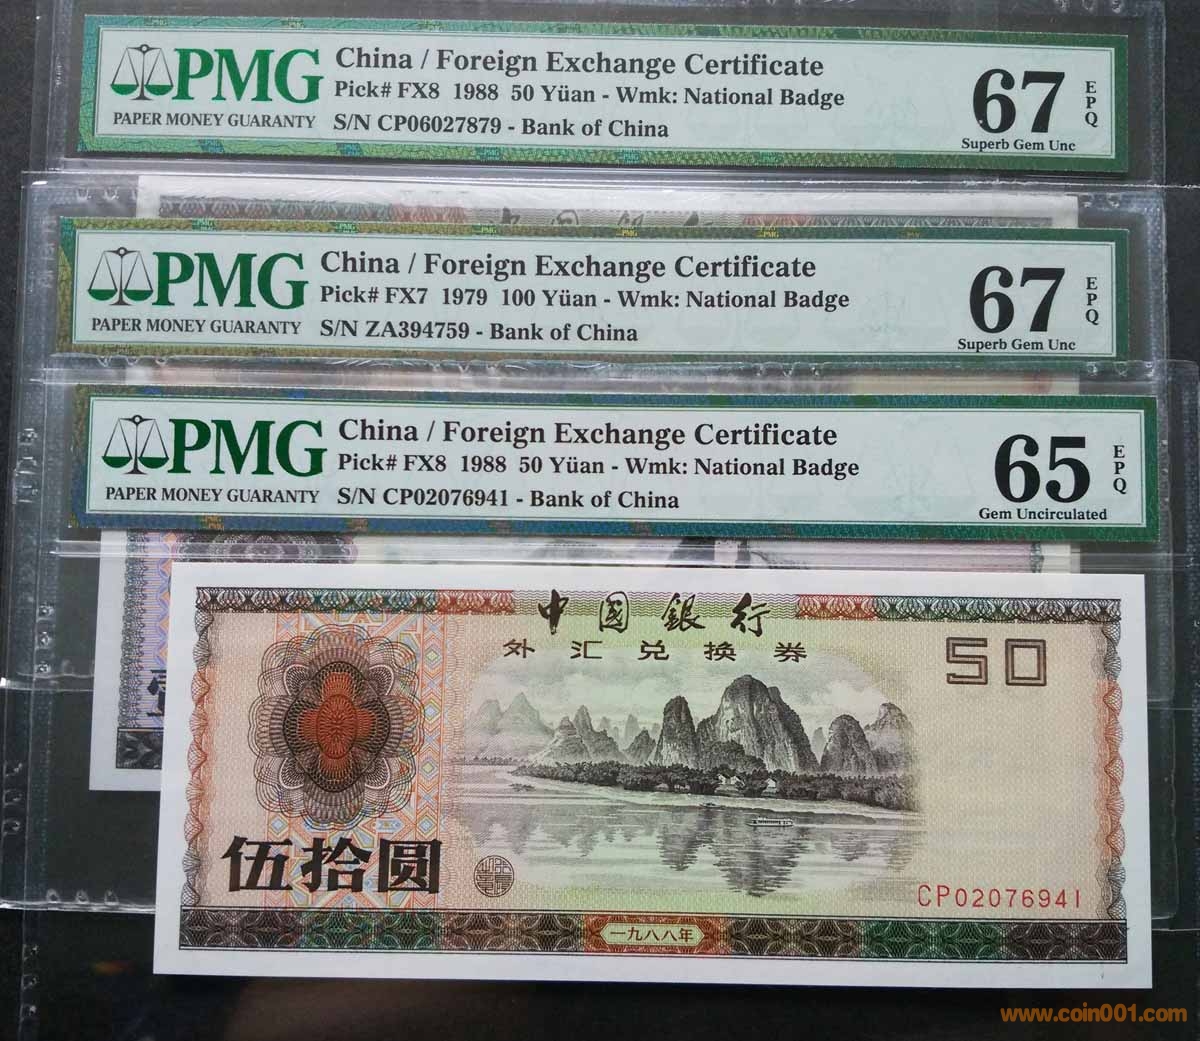 PMG
PAPER MONEY GUARANTY
China / Foreign Exchange Certificate
Pick# FX8 1988 50 Yüan - Wmk: National Badge
S/N CP06027879 - Bank of China
67
EPQ
Superb Gem Unc
PMG
PAPER MONEY GUARANTY
China / Foreign Exchange Certificate
Pick# FX7 1979 100 Yüan - Wmk: National Badge
S/N ZA394759 - Bank of China
67
EPQ
Superb Gem Unc
PMG
PAPER MONEY GUARANTY
China / Foreign Exchange Certificate
Pick# FX8 1988 50 Yüan - Wmk: National Badge
S/N CP02076941 - Bank of China
65
EPQ
Gem Uncirculated
中国銀行
外汇兑换券
50
伍拾圆
CP02076941
一九八八年
www.coin001.com